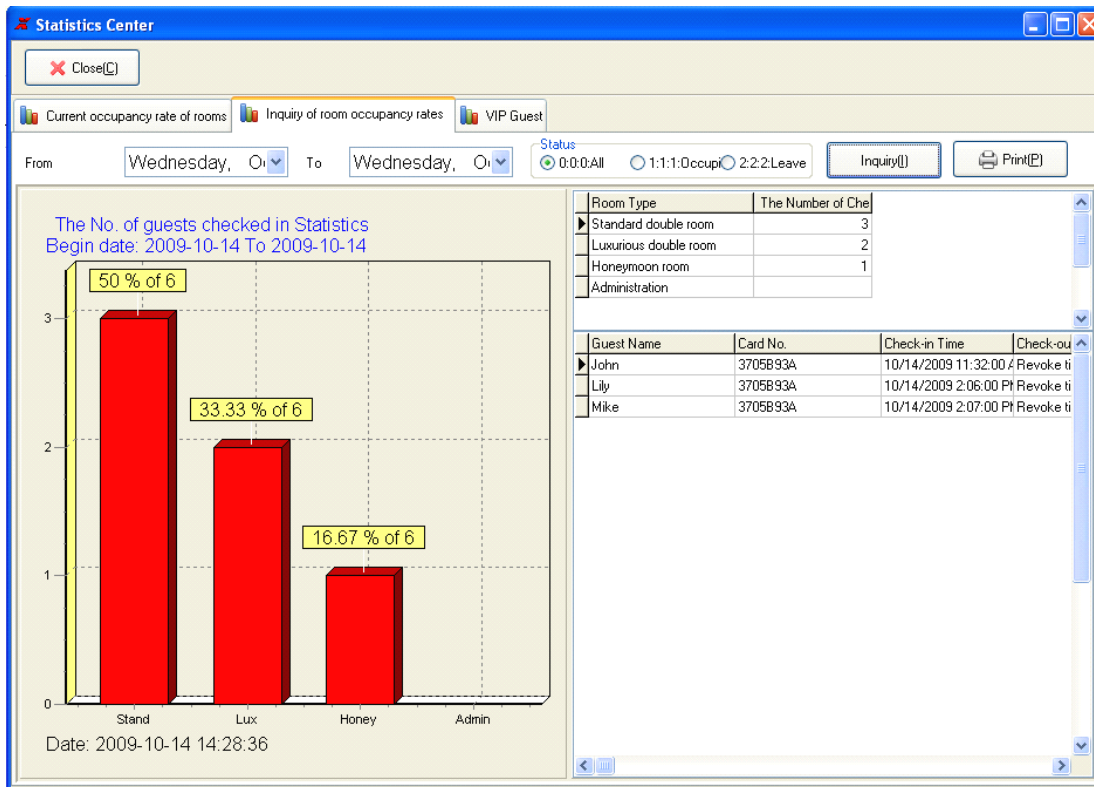 Statistics Center
Close(C)
Current occupancy rate of rooms
Inquiry of room occupancy rates
VIP Guest
From
Wednesday, O
To
Wednesday, O
Status
0:0:0:All
1:1:1:Occupi
2:2:2:Leave
Inquiry(I)
Print(P)
The No. of guests checked in Statistics
Begin date: 2009-10-14 To 2009-10-14
50 % of 6
33.33 % of 6
16.67 % of 6
3
2
1
0
Stand Lux Honey Admin
Date: 2009-10-14 14:28:36
Room Type The Number of Che
Standard double room 3
Luxurious double room 2
Honeymoon room 1
Administration
Guest Name Card No. Check-in Time Check-ou
John 3705B93A 10/14/2009 11:32:00 A Revoke ti
Lily 3705B93A 10/14/2009 2:06:00 P Revoke ti
Mike 3705B93A 10/14/2009 2:07:00 P Revoke ti